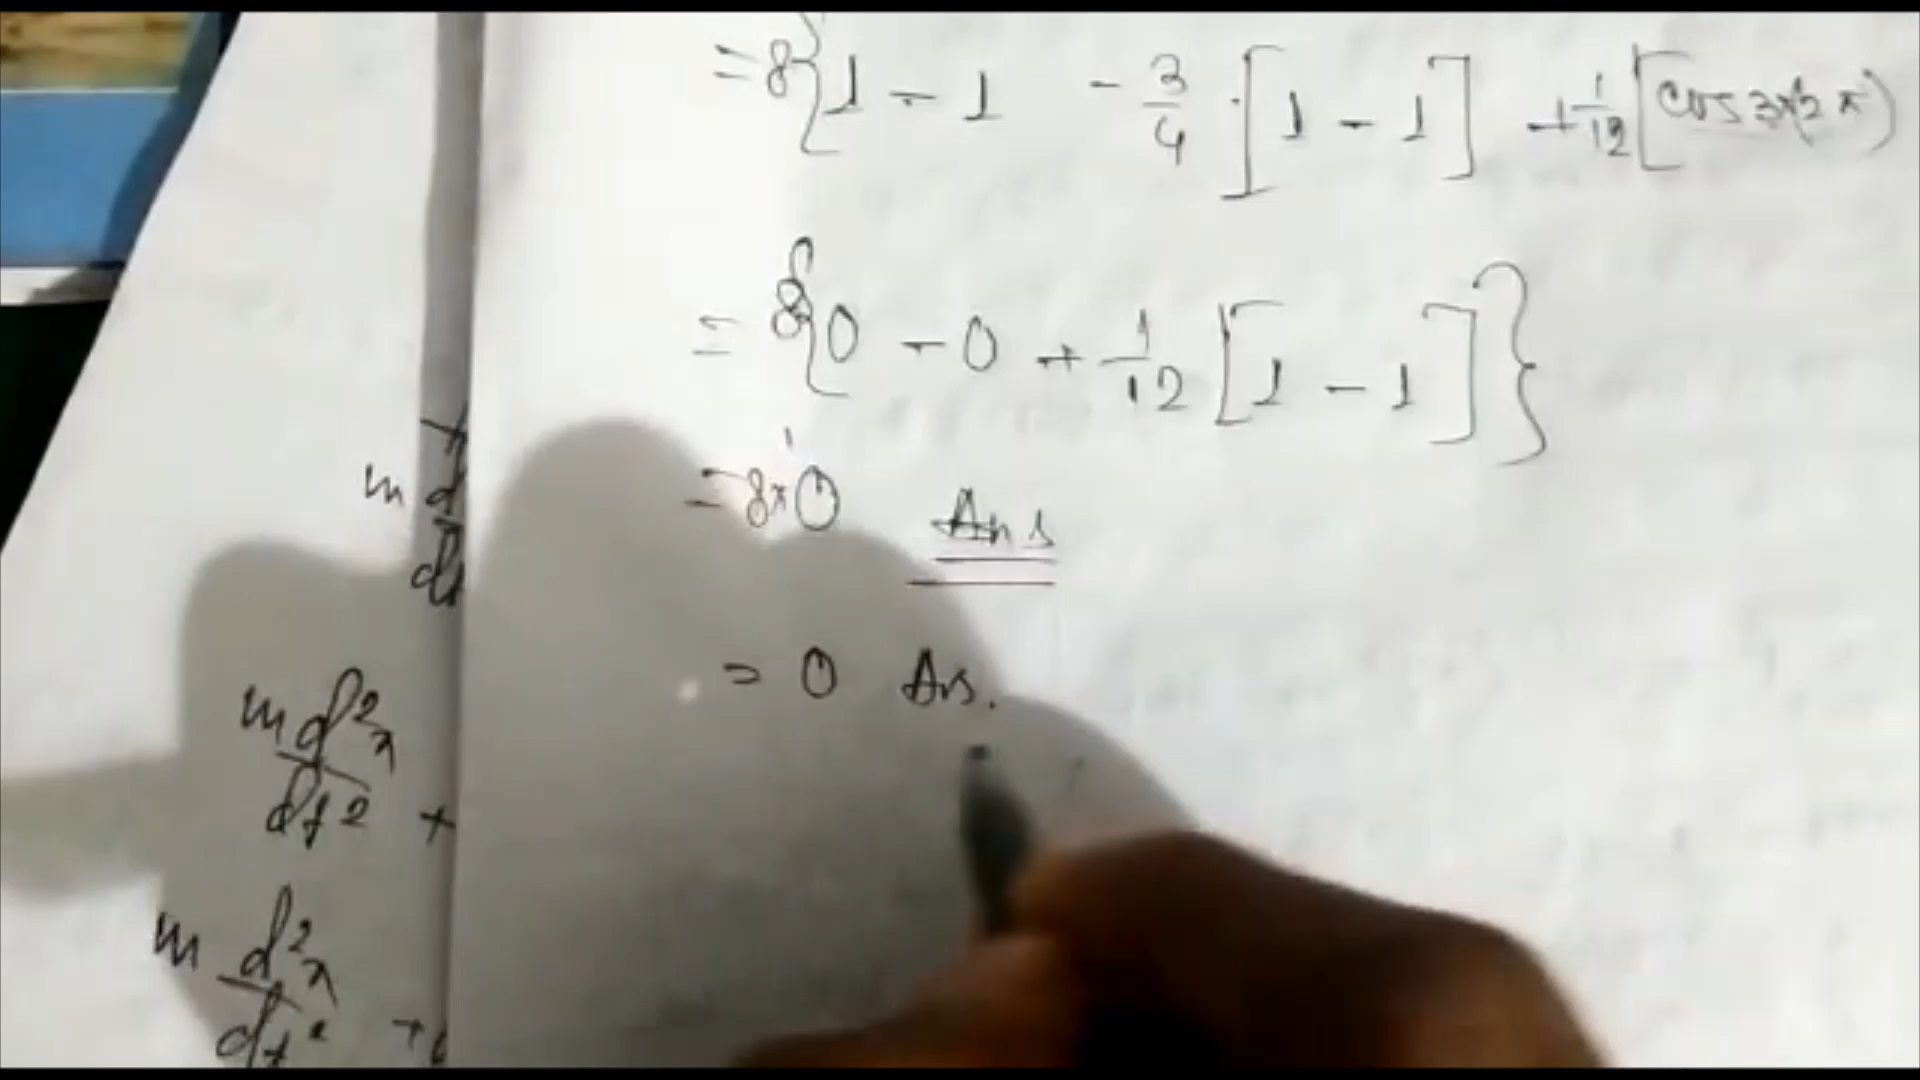 = 8{1 - 1 - 3/4 [1 - 1] + 1/12 [cos 3×2π)
= 8{0 - 0 + 1/12 [1 - 1]}
= 8×0 Ans
= 0 Ans.
m d
m d²x
dt² +
m d²x
dt² +